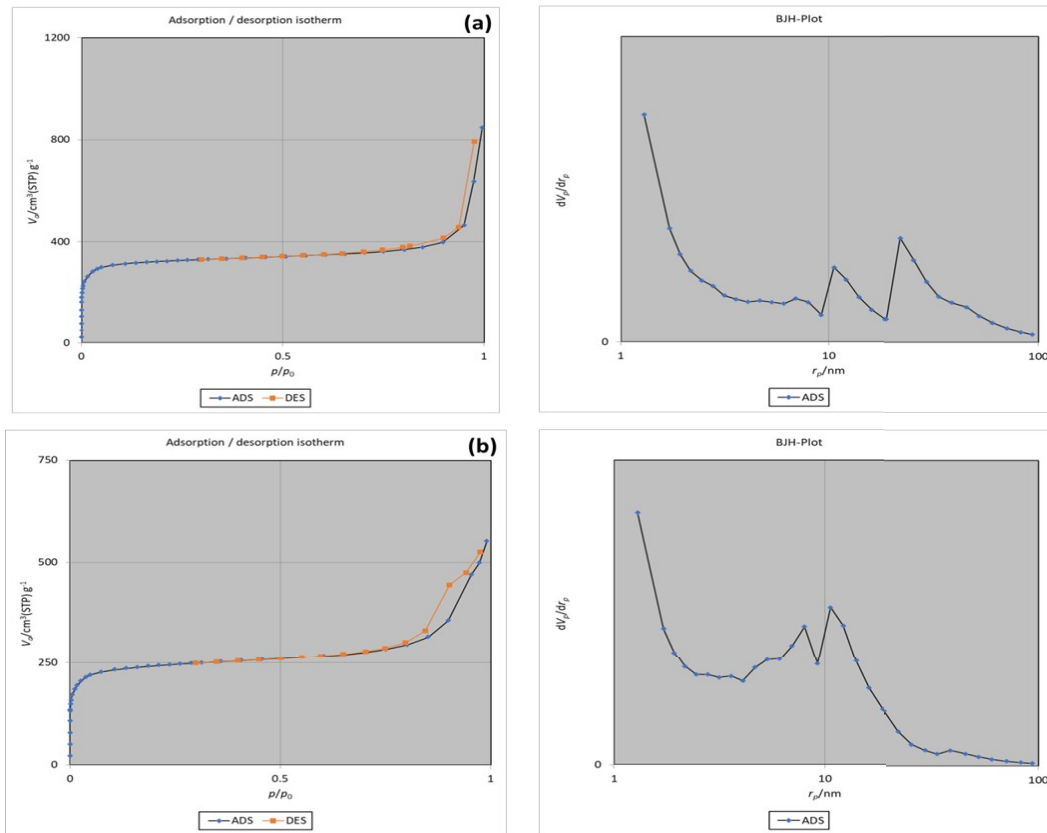 Adsorption / desorption isotherm
(a)
1200
800
400
0
Vₐ/cm³(STP) g⁻¹
0
0.5
1
p/p₀
ADS
DES
BJH-Plot
dVₚ/drₚ
0
1
10
100
rₚ/nm
ADS
Adsorption / desorption isotherm
(b)
750
500
250
0
Vₐ/cm³(STP) g⁻¹
0
0.5
1
p/p₀
ADS
DES
BJH-Plot
dVₚ/drₚ
0
1
10
100
rₚ/nm
ADS